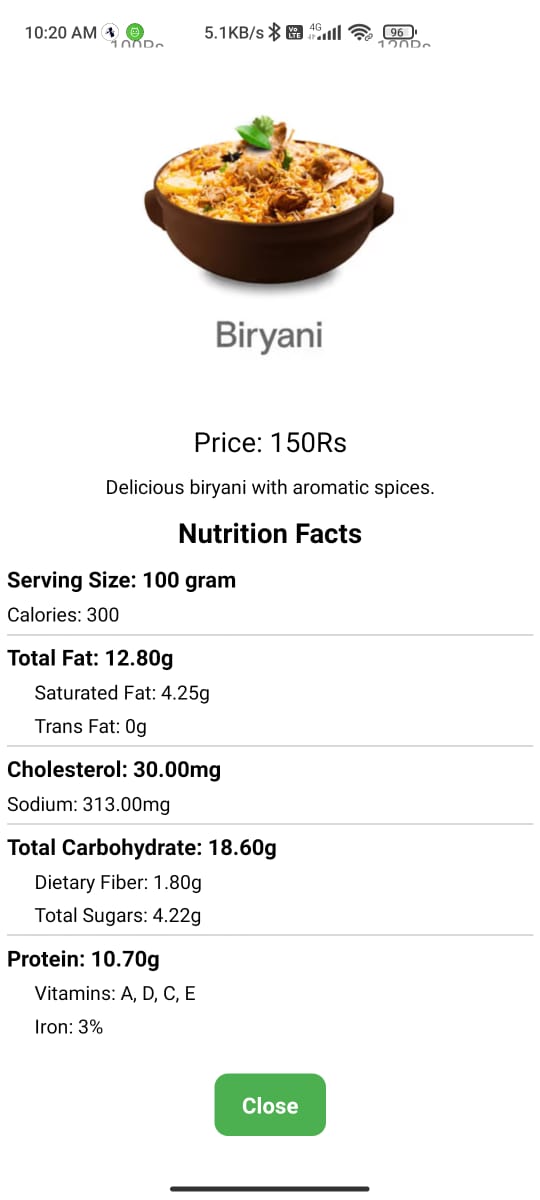 10:20 AM
5.1KB/s
Vo
LTE
4G
96
Biryani
Price: 150Rs
Delicious biryani with aromatic spices.
Nutrition Facts
Serving Size: 100 gram
Calories: 300
Total Fat: 12.80g
Saturated Fat: 4.25g
Trans Fat: 0g
Cholesterol: 30.00mg
Sodium: 313.00mg
Total Carbohydrate: 18.60g
Dietary Fiber: 1.80g
Total Sugars: 4.22g
Protein: 10.70g
Vitamins: A, D, C, E
Iron: 3%
Close